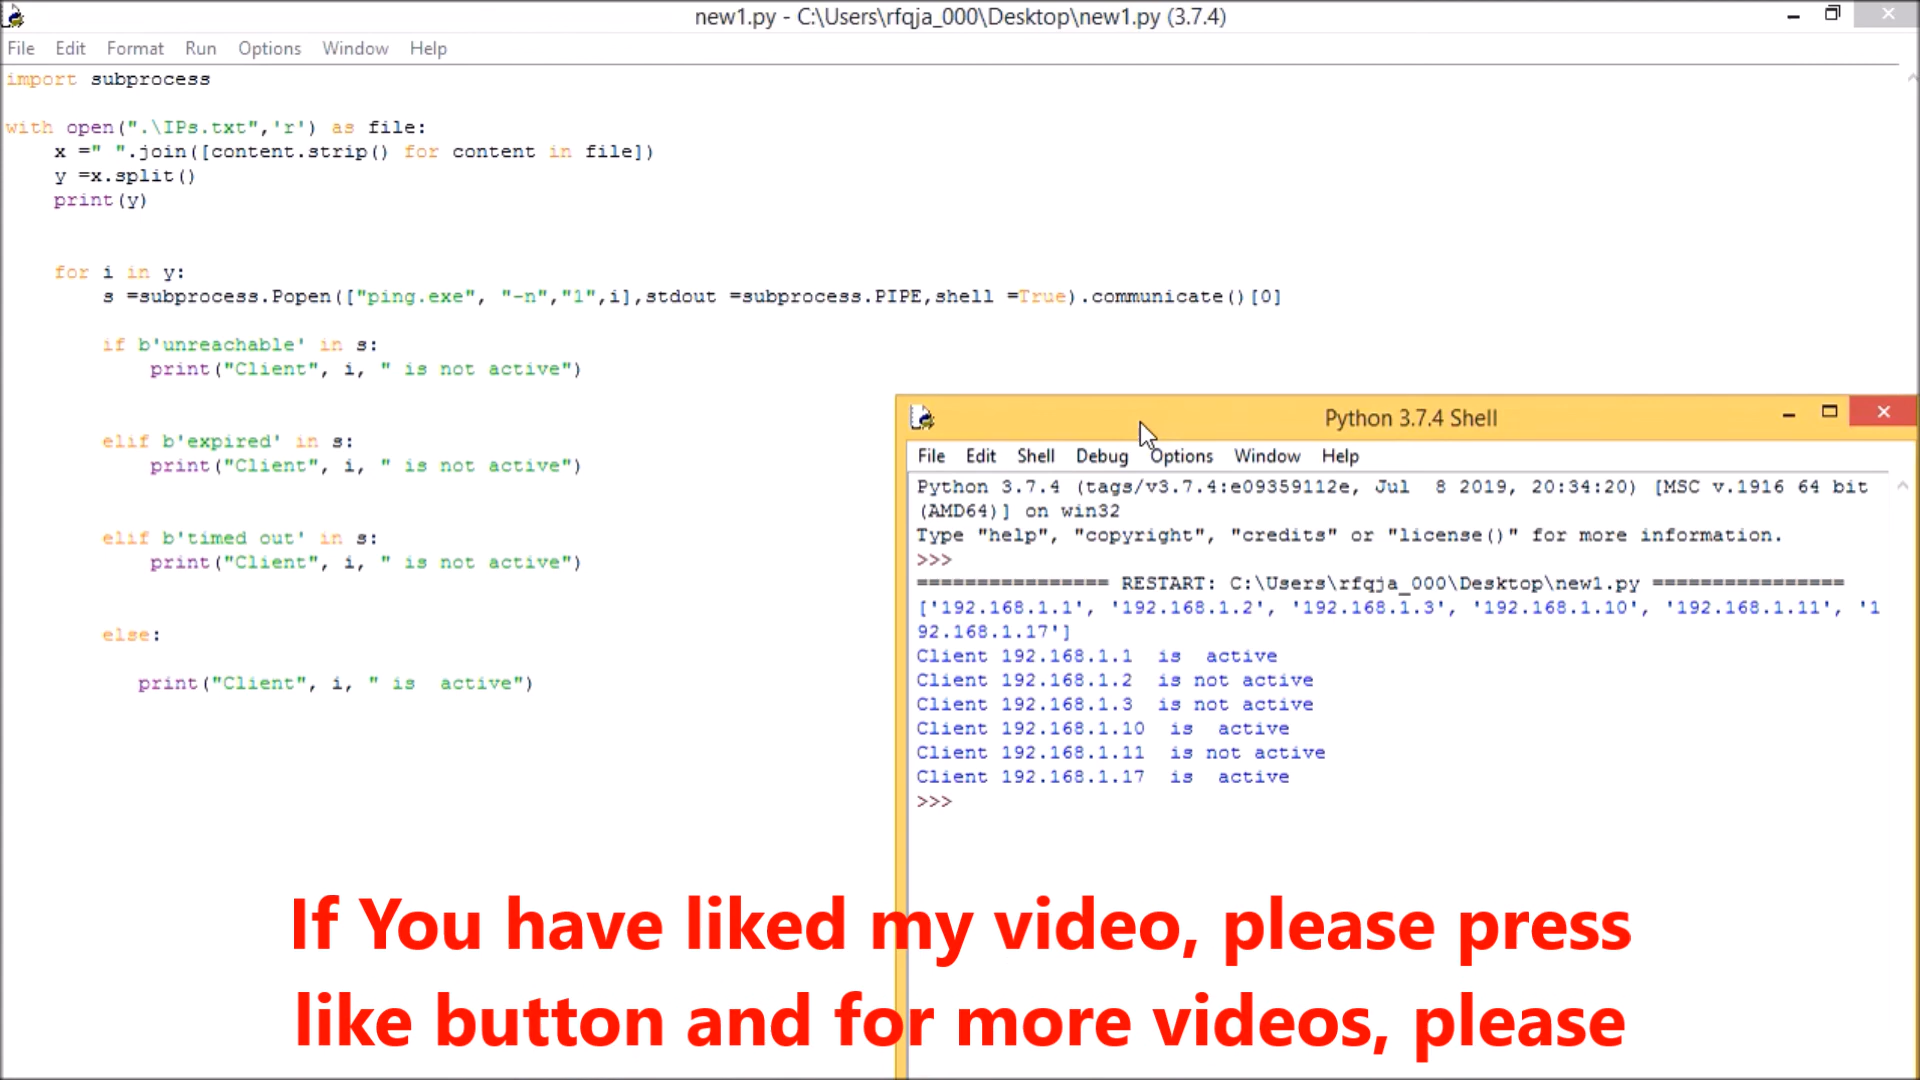 new1.py - C:\Users\rfqja_000\Desktop\new1.py (3.7.4)
File Edit Format Run Options Window Help
import subprocess
with open(".\IPs.txt",'r') as file:
    x =" ".join([content.strip() for content in file])
    y =x.split()
    print(y)
    for i in y:
        s =subprocess.Popen(["ping.exe", "-n","1",i],stdout =subprocess.PIPE,shell =True).communicate()[0]
        if b'unreachable' in s:
            print("Client", i, " is not active")
        elif b'expired' in s:
            print("Client", i, " is not active")
        elif b'timed out' in s:
            print("Client", i, " is not active")
        else:
           print("Client", i, " is  active")
Python 3.7.4 Shell
File Edit Shell Debug Options Window Help
Python 3.7.4 (tags/v3.7.4:e09359112e, Jul  8 2019, 20:34:20) [MSC v.1916 64 bit
(AMD64)] on win32
Type "help", "copyright", "credits" or "license()" for more information.
>>>
================ RESTART: C:\Users\rfqja_000\Desktop\new1.py ================
['192.168.1.1', '192.168.1.2', '192.168.1.3', '192.168.1.10', '192.168.1.11', '1
92.168.1.17']
Client 192.168.1.1  is  active
Client 192.168.1.2  is not active
Client 192.168.1.3  is not active
Client 192.168.1.10  is  active
Client 192.168.1.11  is not active
Client 192.168.1.17  is  active
>>>
If You have liked my video, please press
like button and for more videos, please